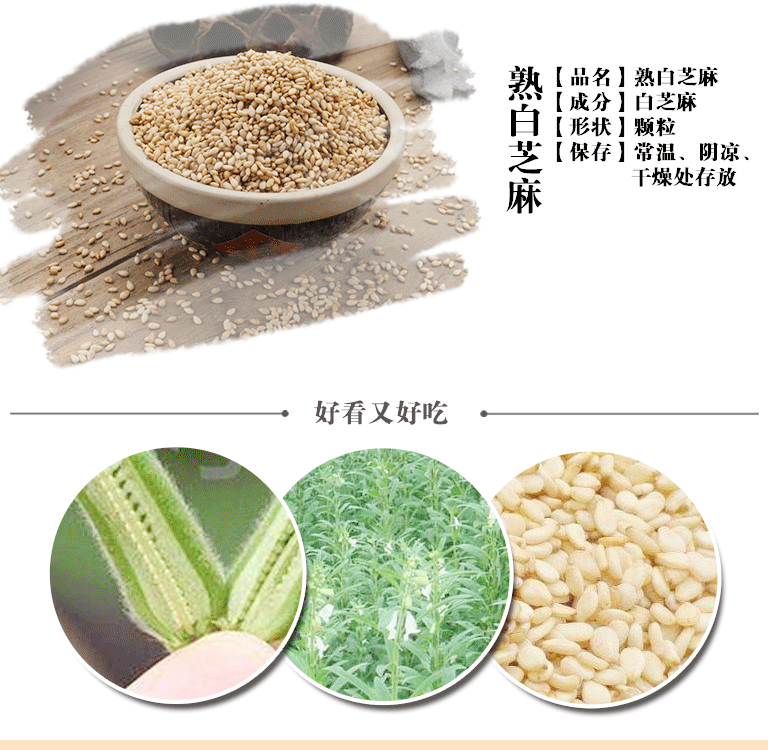 熟白芝麻
【品名】熟白芝麻
【成分】白芝麻
【形状】颗粒
【保存】常温、阴凉、
干燥处存放
好看又好吃